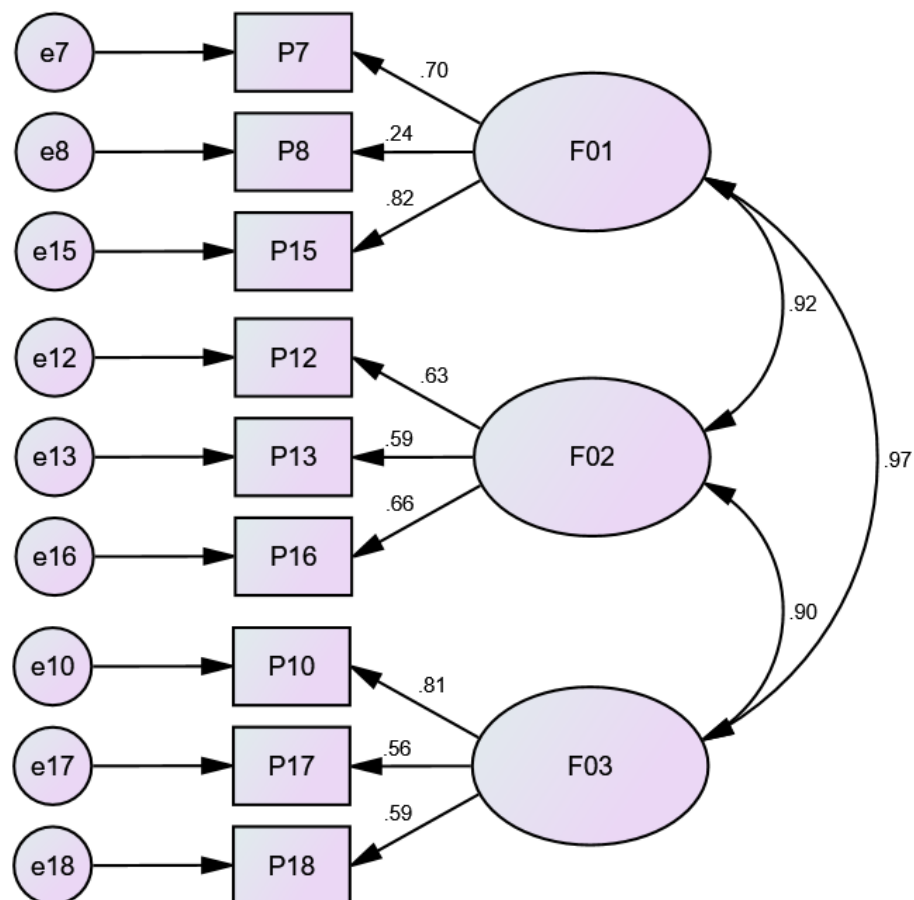 e7 P7 .70
e8 P8 .24 F01
e15 P15 .82
.92
e12 P12 .63
e13 P13 .59 F02 .97
e16 P16 .66
.90
e10 P10 .81
e17 P17 .56 F03
e18 P18 .59